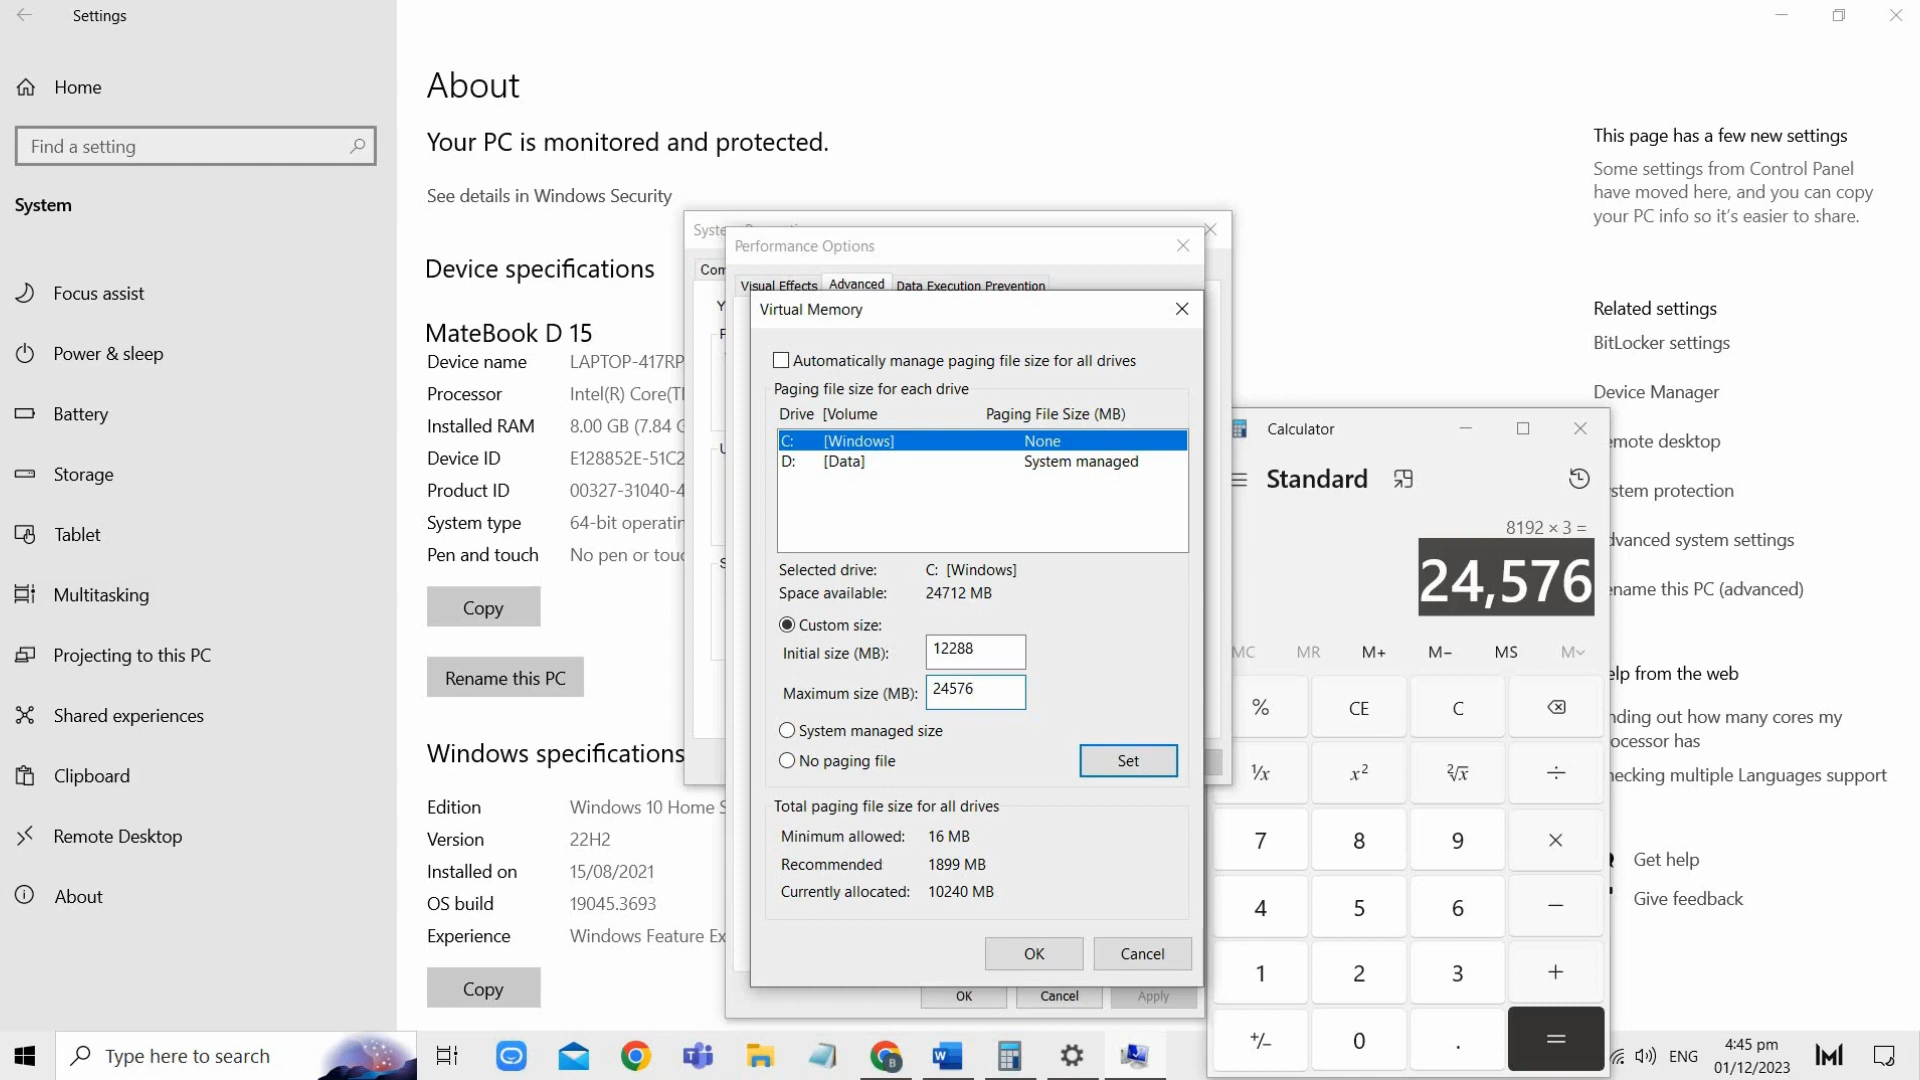 Settings
Home
Find a setting
System
Focus assist
Power & sleep
Battery
Storage
Tablet
Multitasking
Projecting to this PC
Shared experiences
Clipboard
Remote Desktop
About
About
Your PC is monitored and protected.
See details in Windows Security
Device specifications
MateBook D 15
Device name LAPTOP-417RP
Processor Intel(R) Core(T
Installed RAM 8.00 GB (7.84 G
Device ID E128852E-51C2
Product ID 00327-31040-4
System type 64-bit operatin
Pen and touch No pen or touc
Copy
Rename this PC
Windows specifications
Edition Windows 10 Home S
Version 22H2
Installed on 15/08/2021
OS build 19045.3693
Experience Windows Feature Ex
Copy
Syste
Com
Performance Options
Visual Effects Advanced Data Execution Prevention
Virtual Memory
Automatically manage paging file size for all drives
Paging file size for each drive
Drive [Volume Paging File Size (MB)
C: [Windows] None
D: [Data] System managed
Selected drive: C: [Windows]
Space available: 24712 MB
Custom size:
Initial size (MB): 12288
Maximum size (MB): 24576
System managed size
No paging file
Set
Total paging file size for all drives
Minimum allowed: 16 MB
Recommended 1899 MB
Currently allocated: 10240 MB
OK Cancel
OK Cancel Apply
Calculator
Standard
8192 × 3 =
24,576
MC MR M+ M− MS M
% CE C
¹/x x² ²√x ÷
7 8 9 ×
4 5 6 −
1 2 3 +
+/− 0 . =
This page has a few new settings
Some settings from Control Panel
have moved here, and you can copy
your PC info so it's easier to share.
Related settings
BitLocker settings
Device Manager
emote desktop
stem protection
dvanced system settings
ename this PC (advanced)
elp from the web
nding out how many cores my
ocessor has
hecking multiple Languages support
Get help
Give feedback
Type here to search
ENG
4:45 pm
01/12/2023